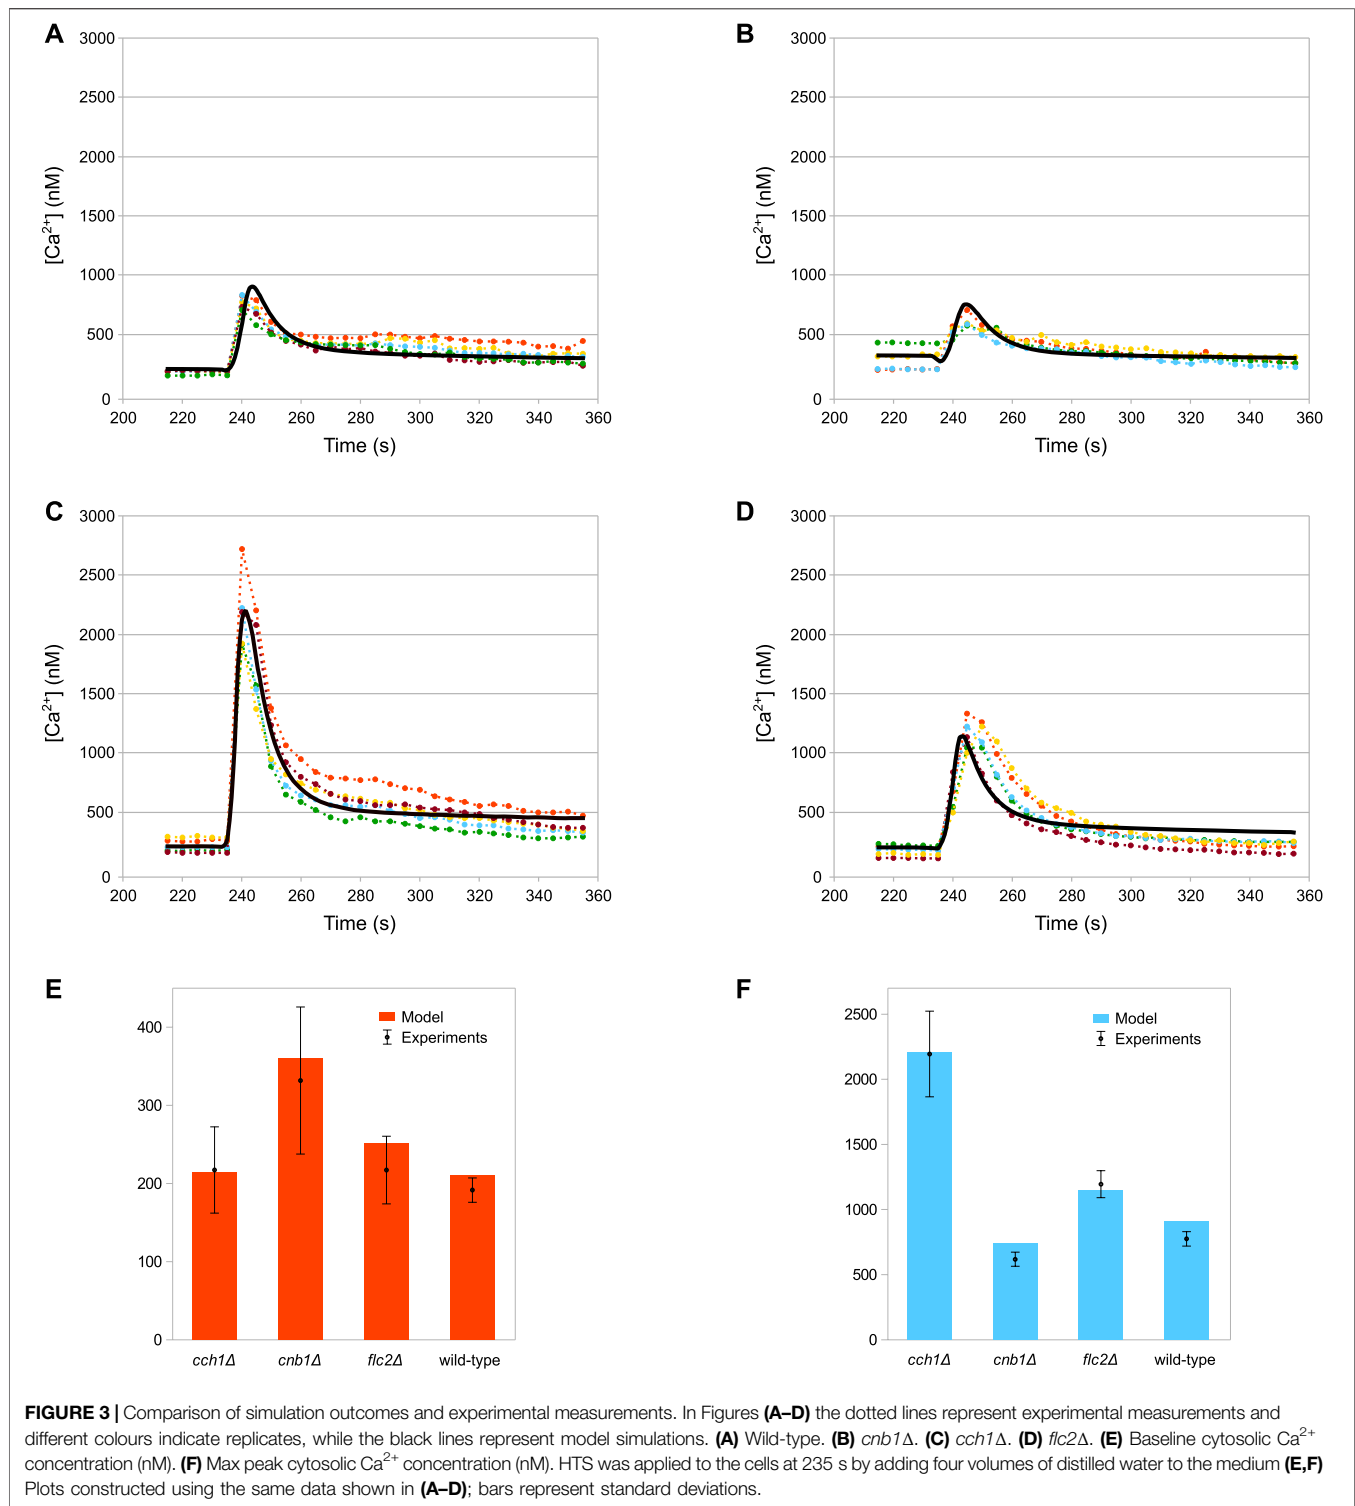 A
3000
2500
2000
1500
1000
500
0
[Ca2+] (nM)
200 220 240 260 280 300 320 340 360
Time (s)
B
3000
2500
2000
1500
1000
500
0
[Ca2+] (nM)
200 220 240 260 280 300 320 340 360
Time (s)
C
3000
2500
2000
1500
1000
500
0
[Ca2+] (nM)
200 220 240 260 280 300 320 340 360
Time (s)
D
3000
2500
2000
1500
1000
500
0
[Ca2+] (nM)
200 220 240 260 280 300 320 340 360
Time (s)
E
400
300
200
100
0
Model
Experiments
cch1Δ cnb1Δ flc2Δ wild-type
F
2500
2000
1500
1000
500
0
Model
Experiments
cch1Δ cnb1Δ flc2Δ wild-type
FIGURE 3 | Comparison of simulation outcomes and experimental measurements. In Figures (A–D) the dotted lines represent experimental measurements and
different colours indicate replicates, while the black lines represent model simulations. (A) Wild-type. (B) cnb1Δ. (C) cch1Δ. (D) flc2Δ. (E) Baseline cytosolic Ca2+
concentration (nM). (F) Max peak cytosolic Ca2+ concentration (nM). HTS was applied to the cells at 235 s by adding four volumes of distilled water to the medium (E,F)
Plots constructed using the same data shown in (A–D); bars represent standard deviations.